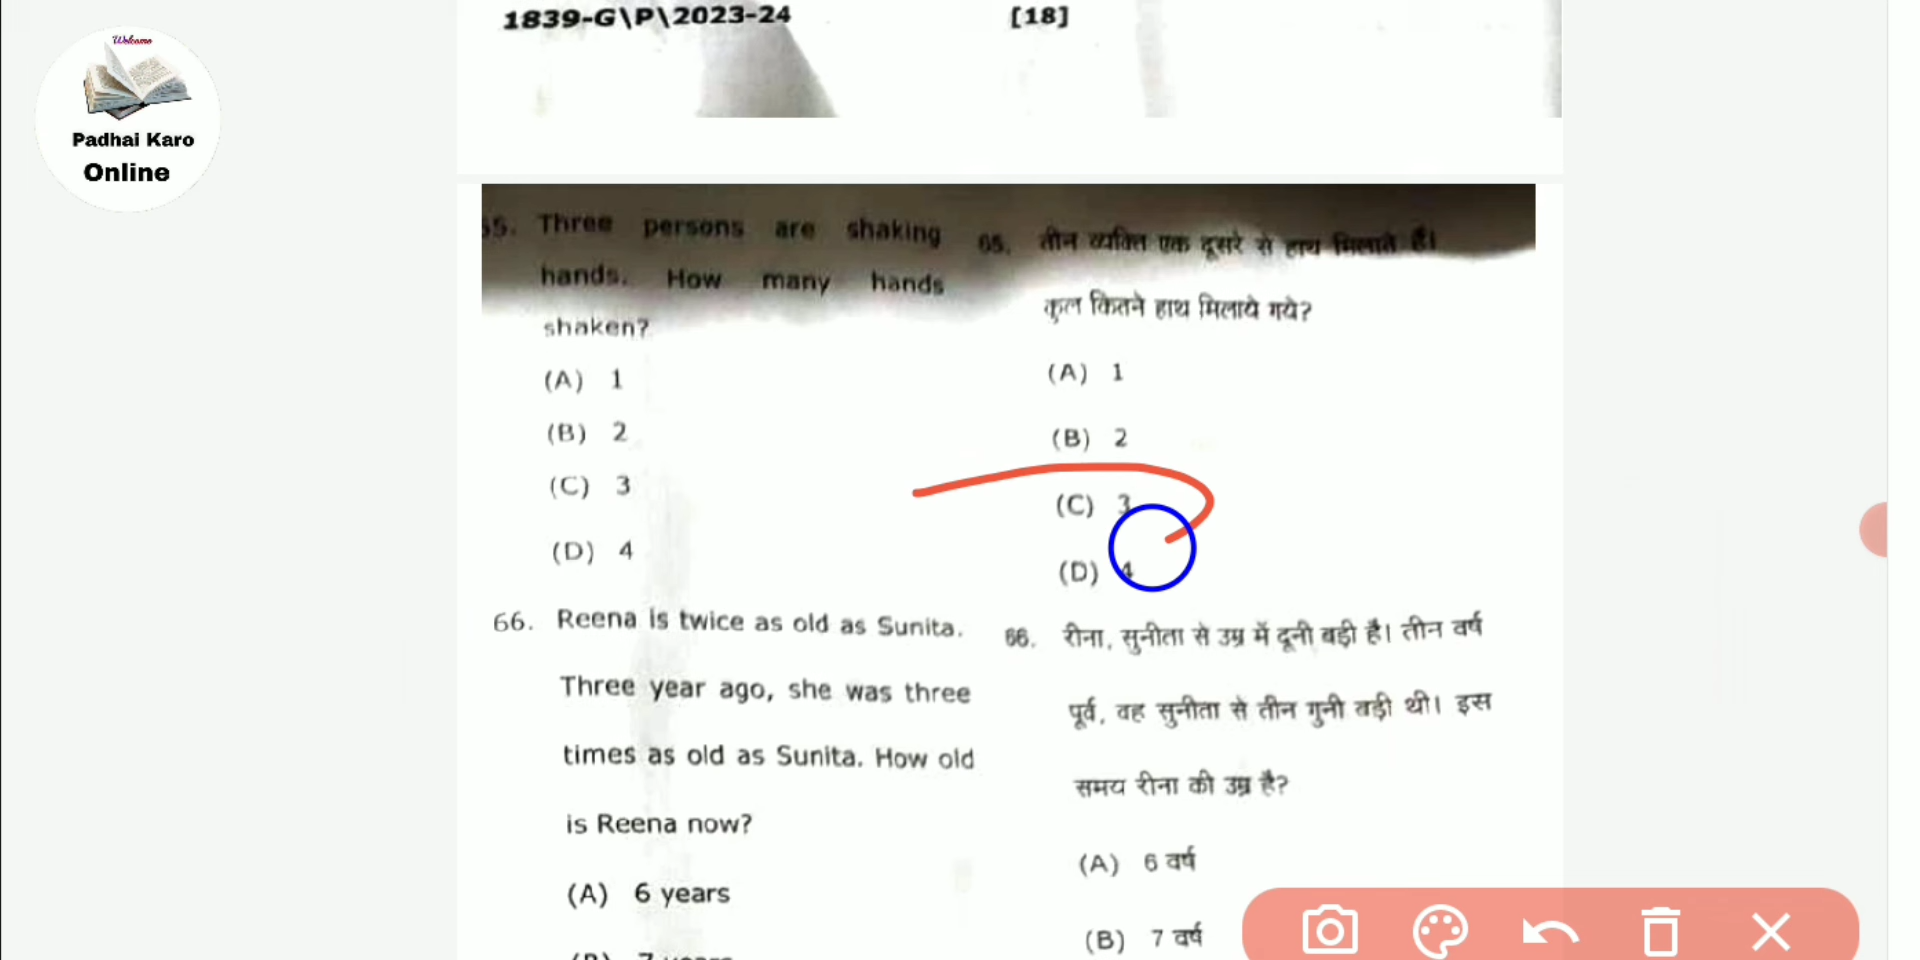 Welcome
Padhai Karo
Online
1839-G\P\2023-24
[18]
Three persons are shaking
hands. How many hands
shaken?
(A) 1
(B) 2
(C) 3
(D) 4
66. Reena is twice as old as Sunita.
Three year ago, she was three
times as old as Sunita. How old
is Reena now?
(A) 6 years
65. तीन व्यक्ति एक दूसरे से हाथ मिलाते हैं।
कुल कितने हाथ मिलाये गये?
(A) 1
(B) 2
(C) 3
(D) 4
66. रीना, सुनीता से उम्र में दूनी बड़ी है। तीन वर्ष
पूर्व, वह सुनीता से तीन गुनी बड़ी थी। इस
समय रीना की उम्र है?
(A) 6 वर्ष
(B) 7 वर्ष